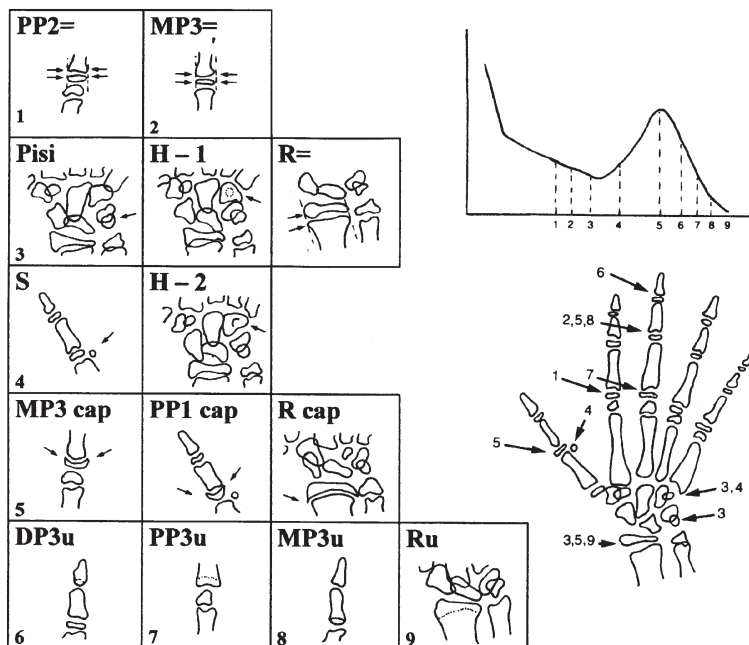 PP2= MP3=
1 2
Pisi H – 1 R=
3
S H – 2
4
MP3 cap PP1 cap R cap
5
DP3u PP3u MP3u Ru
6 7 8 9
1 2 3 4 5 6 7 8 9
6
2,5,8
7
1
4
5
3,4
3
3,5,9